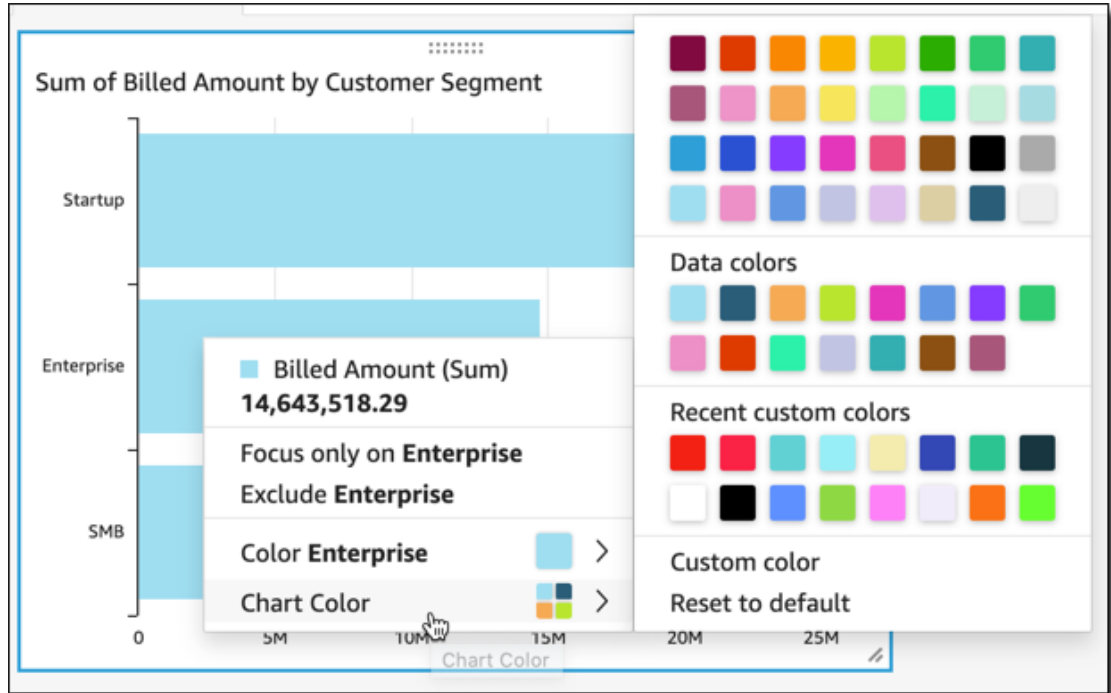 Sum of Billed Amount by Customer Segment
Startup
Enterprise
SMB
0
5M
10M
15M
20M
25M
Billed Amount (Sum)
14,643,518.29
Focus only on Enterprise
Exclude Enterprise
Color Enterprise
Chart Color
Chart Color
Data colors
Recent custom colors
Custom color
Reset to default